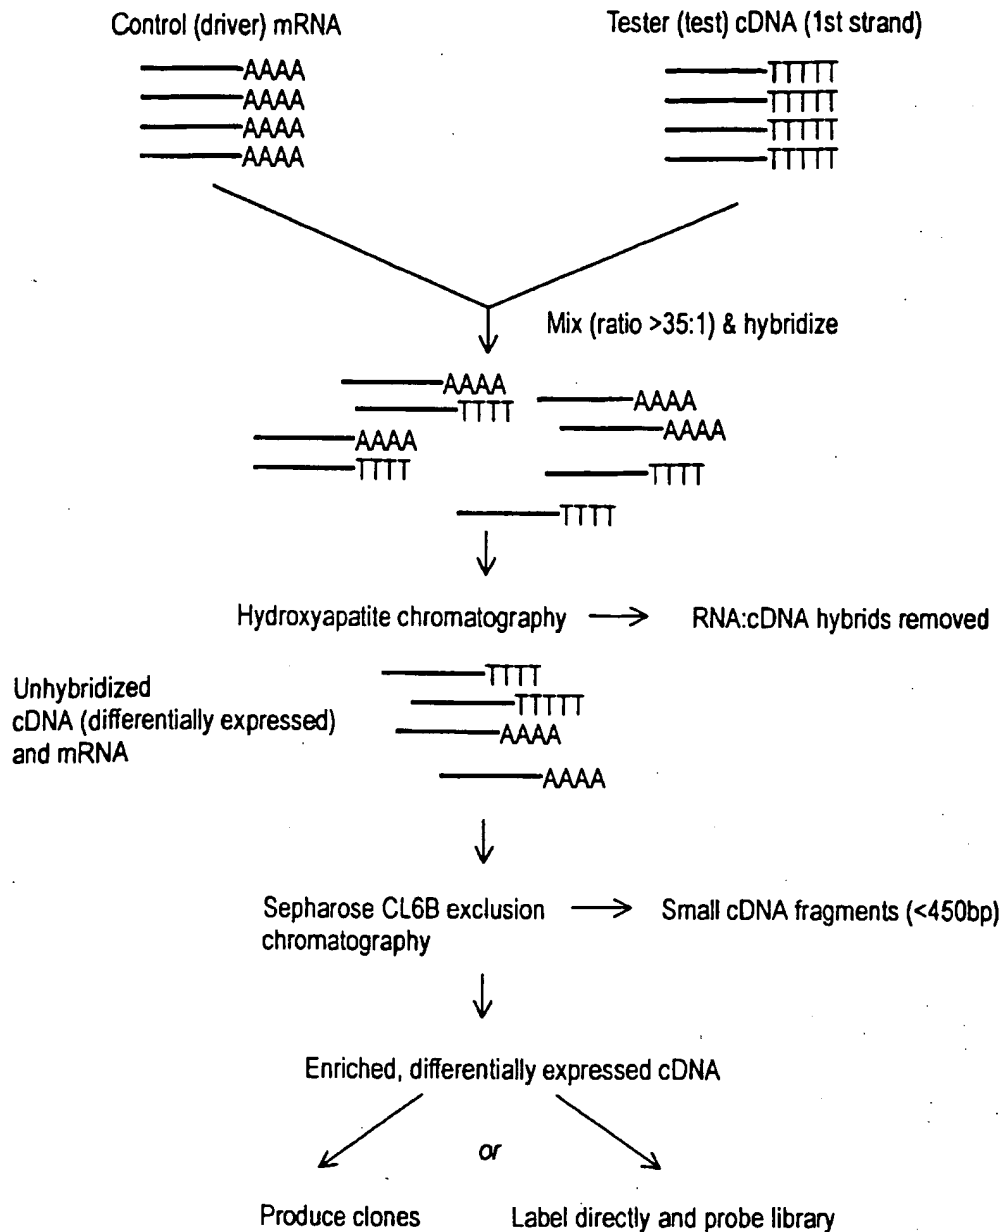 Control (driver) mRNA
Tester (test) cDNA (1st strand)
AAAA
AAAA
AAAA
AAAA
TTTTT
TTTTT
TTTTT
TTTTT
Mix (ratio >35:1) & hybridize
AAAA
TTTT
AAAA
AAAA
AAAA
TTTT
TTTT
TTTT
Hydroxyapatite chromatography
RNA:cDNA hybrids removed
Unhybridized
cDNA (differentially expressed)
and mRNA
TTTT
TTTTT
AAAA
AAAA
Sepharose CL6B exclusion
chromatography
Small cDNA fragments (<450bp)
Enriched, differentially expressed cDNA
or
Produce clones
Label directly and probe library